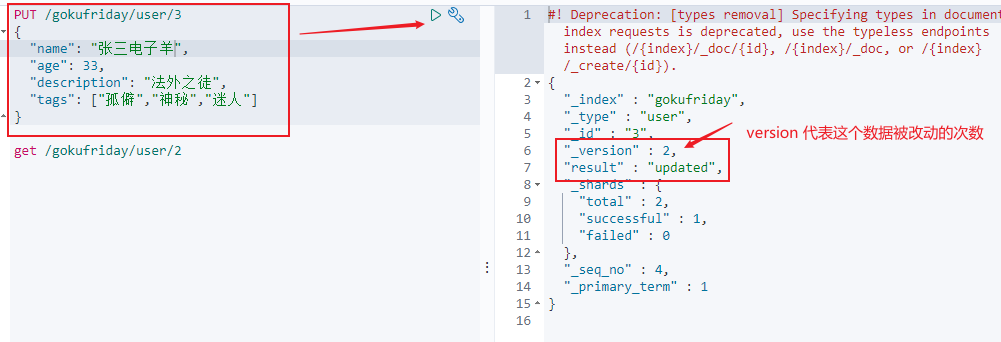 PUT /gokufriday/user/3
{
"name": "张三电子羊",
"age": 33,
"description": "法外之徒",
"tags": ["孤僻","神秘","迷人"]
}
get /gokufriday/user/2
1 #! Deprecation: [types removal] Specifying types in document
index requests is deprecated, use the typeless endpoints
instead (/{index}/_doc/{id}, /{index}/_doc, or /{index}
/_create/{id}).
2 {
3 "_index" : "gokufriday",
4 "_type" : "user",
5 "_id" : "3",
version 代表这个数据被改动的次数
6 "_version" : 2,
7 "result" : "updated",
8 "_shards" : {
9 "total" : 2,
10 "successful" : 1,
11 "failed" : 0
12 },
13 "_seq_no" : 4,
14 "_primary_term" : 1
15 }
16